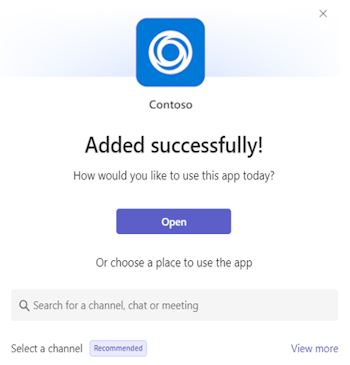 Contoso
Added successfully!
How would you like to use this app today?
Open
Or choose a place to use the app
Search for a channel, chat or meeting
Select a channel Recommended View more